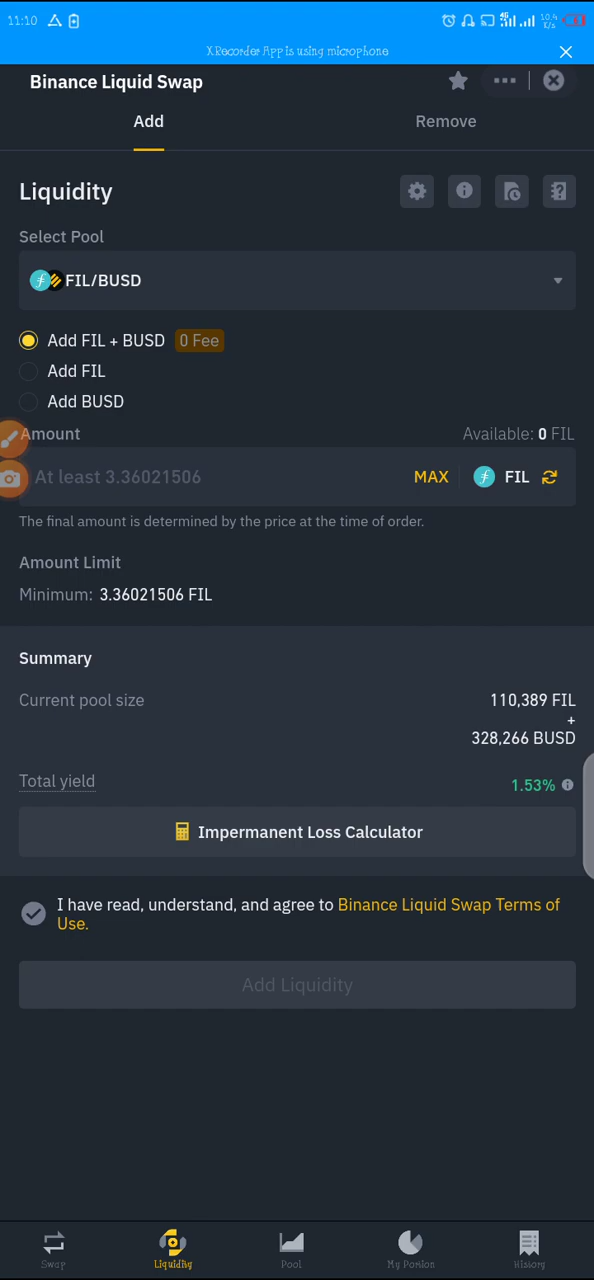 11:10
4G
10.4
K/s
XRecorder App is using microphone
Binance Liquid Swap
Add
Remove
Liquidity
Select Pool
FIL/BUSD
Add FIL + BUSD 0 Fee
Add FIL
Add BUSD
Amount
Available: 0 FIL
At least 3.36021506
MAX
FIL
The final amount is determined by the price at the time of order.
Amount Limit
Minimum: 3.36021506 FIL
Summary
Current pool size
110,389 FIL
+
328,266 BUSD
Total yield
1.53%
Impermanent Loss Calculator
I have read, understand, and agree to Binance Liquid Swap Terms of
Use.
Add Liquidity
Swap
Liquidity
Pool
My Portion
History